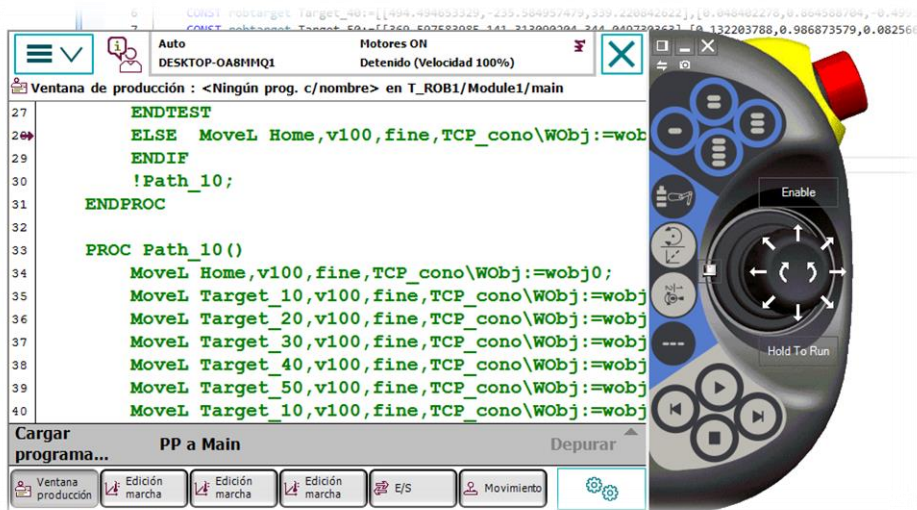 6 CONST robtarget Target_40:=[[494.494653329,-235.584957479,339.220842622],[0.048402278,0.864588704,-0.499
7 CONST robtarget Target_50:=[[369.597583985,141.313090204,344.049730363],[0.132203788,0.986873579,0.082566
Auto
DESKTOP-OA8MMQ1
Motores ON
Detenido (Velocidad 100%)
Ventana de producción : <Ningún prog. c/nombre> en T_ROB1/Module1/main
27 ENDTEST
28 ELSE MoveL Home,v100,fine,TCP_cono\WObj:=wob
29 ENDIF
30 !Path_10;
31 ENDPROC
32
33 PROC Path_10()
34 MoveL Home,v100,fine,TCP_cono\WObj:=wobj0;
35 MoveL Target_10,v100,fine,TCP_cono\WObj:=wobj
36 MoveL Target_20,v100,fine,TCP_cono\WObj:=wobj
37 MoveL Target_30,v100,fine,TCP_cono\WObj:=wobj
38 MoveL Target_40,v100,fine,TCP_cono\WObj:=wobj
39 MoveL Target_50,v100,fine,TCP_cono\WObj:=wobj
40 MoveL Target_10,v100,fine,TCP_cono\WObj:=wobj
Cargar
programa...
PP a Main
Depurar
Ventana
producción
Edición
marcha
Edición
marcha
Edición
marcha
E/S
Movimiento
Enable
Hold To Run